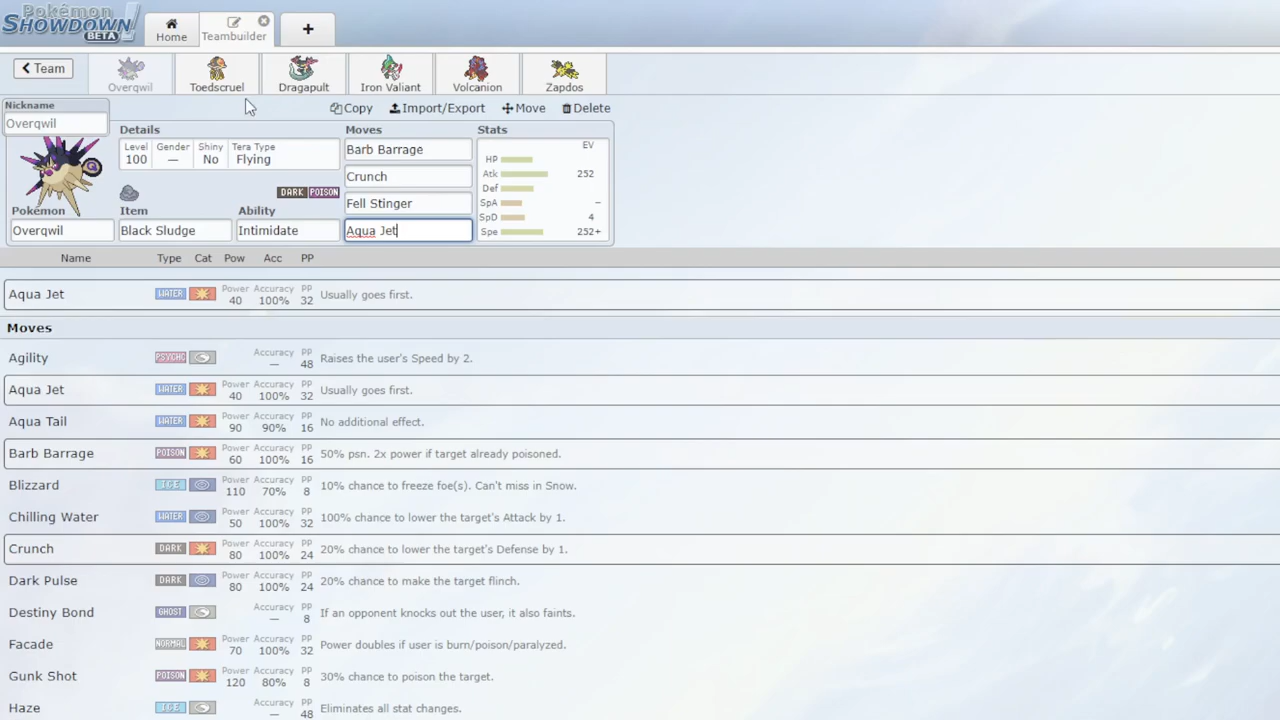 Pokémon
SHOWDOWN!
BETA
Home
Teambuilder
+
Team
Overqwil
Toedscruel
Dragapult
Iron Valiant
Volcanion
Zapdos
Copy Import/Export Move Delete
Nickname
Overqwil
Details
Level Gender Shiny Tera Type
100 — No Flying
DARK POISON
Pokémon Item Ability
Overqwil Black Sludge Intimidate
Moves
Barb Barrage
Crunch
Fell Stinger
Aqua Jet
Stats
EV
HP
Atk 252
Def
SpA –
SpD 4
Spe 252+
Name Type Cat Pow Acc PP
Aqua Jet WATER Power 40 Accuracy 100% PP 32 Usually goes first.
Moves
Agility PSYCHC Accuracy — PP 48 Raises the user's Speed by 2.
Aqua Jet WATER Power 40 Accuracy 100% PP 32 Usually goes first.
Aqua Tail WATER Power 90 Accuracy 90% PP 16 No additional effect.
Barb Barrage POISON Power 60 Accuracy 100% PP 16 50% psn. 2x power if target already poisoned.
Blizzard ICE Power 110 Accuracy 70% PP 8 10% chance to freeze foe(s). Can't miss in Snow.
Chilling Water WATER Power 50 Accuracy 100% PP 32 100% chance to lower the target's Attack by 1.
Crunch DARK Power 80 Accuracy 100% PP 24 20% chance to lower the target's Defense by 1.
Dark Pulse DARK Power 80 Accuracy 100% PP 24 20% chance to make the target flinch.
Destiny Bond GHOST Accuracy — PP 8 If an opponent knocks out the user, it also faints.
Facade NORMAL Power 70 Accuracy 100% PP 32 Power doubles if user is burn/poison/paralyzed.
Gunk Shot POISON Power 120 Accuracy 80% PP 8 30% chance to poison the target.
Haze ICE Accuracy — PP 48 Eliminates all stat changes.